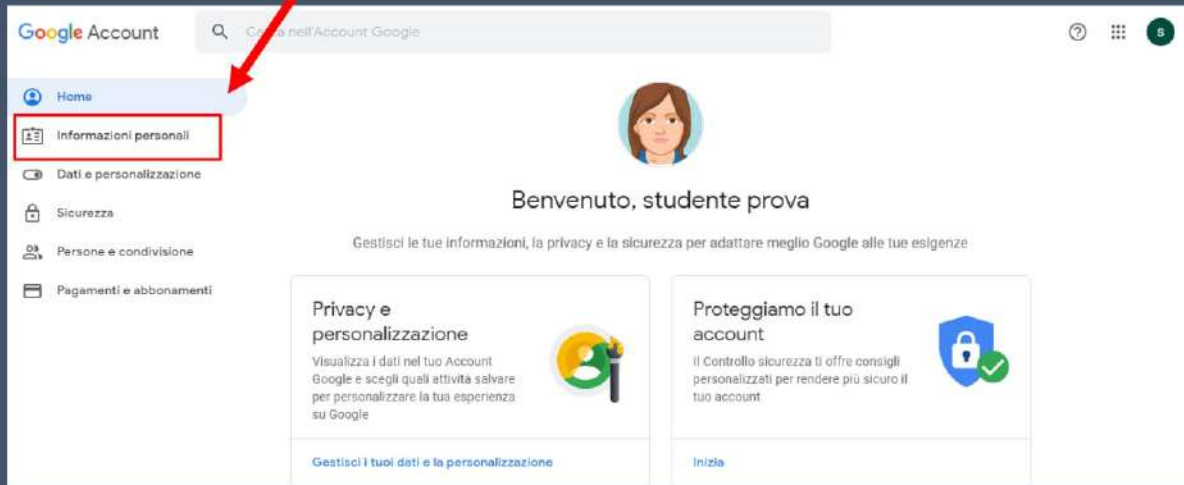 Google Account
Cerca nell'Account Google
S
Home
Informazioni personali
Dati e personalizzazione
Sicurezza
Persone e condivisione
Pagamenti e abbonamenti
Benvenuto, studente prova
Gestisci le tue informazioni, la privacy e la sicurezza per adattare meglio Google alle tue esigenze
Privacy e
personalizzazione
Visualizza i dati nel tuo Account
Google e scegli quali attività salvare
per personalizzare la tua esperienza
su Google
Gestisci i tuoi dati e la personalizzazione
Proteggiamo il tuo
account
Il Controllo sicurezza ti offre consigli
personalizzati per rendere più sicuro il
tuo account
Inizia